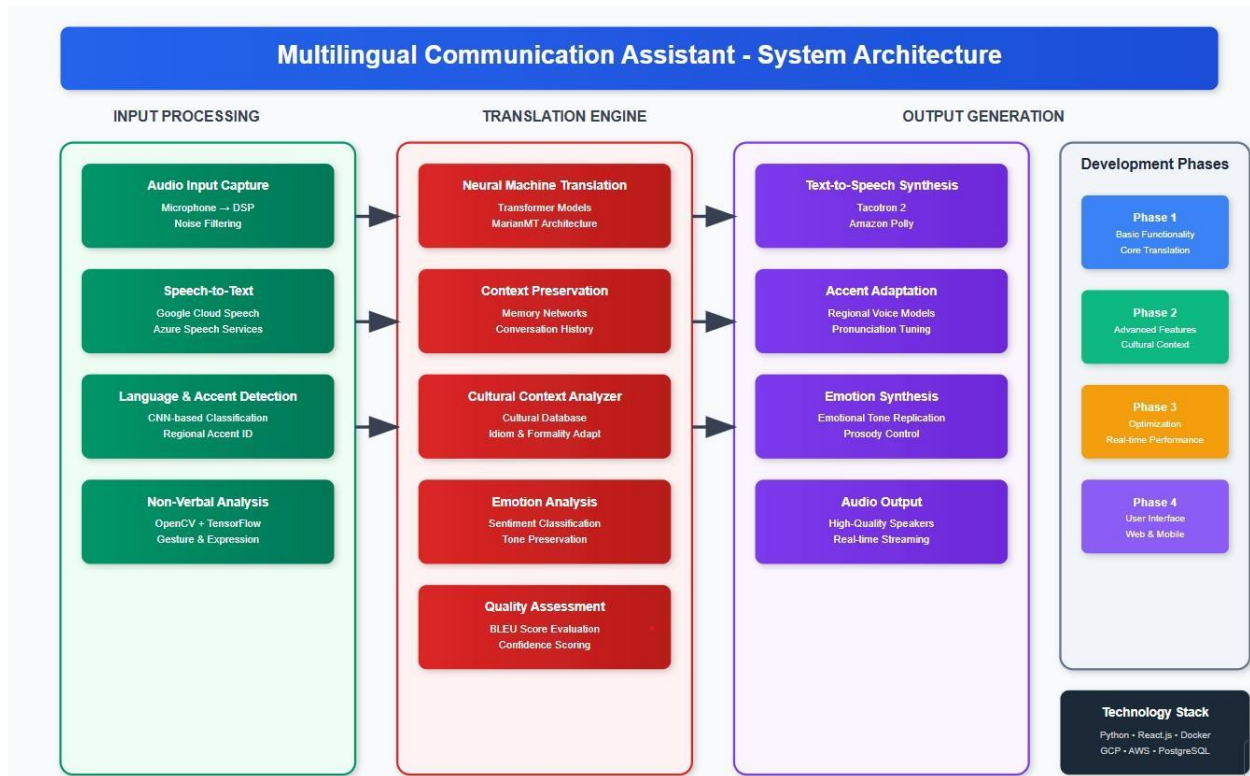 Multilingual Communication Assistant - System Architecture
INPUT PROCESSING
Audio Input Capture
Microphone → DSP
Noise Filtering
Speech-to-Text
Google Cloud Speech
Azure Speech Services
Language & Accent Detection
CNN-based Classification
Regional Accent ID
Non-Verbal Analysis
OpenCV + TensorFlow
Gesture & Expression
TRANSLATION ENGINE
Neural Machine Translation
Transformer Models
MarianMT Architecture
Context Preservation
Memory Networks
Conversation History
Cultural Context Analyzer
Cultural Database
Idiom & Formality Adapt
Emotion Analysis
Sentiment Classification
Tone Preservation
Quality Assessment
BLEU Score Evaluation
Confidence Scoring
OUTPUT GENERATION
Text-to-Speech Synthesis
Tacotron 2
Amazon Polly
Accent Adaptation
Regional Voice Models
Pronunciation Tuning
Emotion Synthesis
Emotional Tone Replication
Prosody Control
Audio Output
High-Quality Speakers
Real-time Streaming
Development Phases
Phase 1
Basic Functionality
Core Translation
Phase 2
Advanced Features
Cultural Context
Phase 3
Optimization
Real-time Performance
Phase 4
User Interface
Web & Mobile
Technology Stack
Python • React.js • Docker
GCP • AWS • PostgreSQL